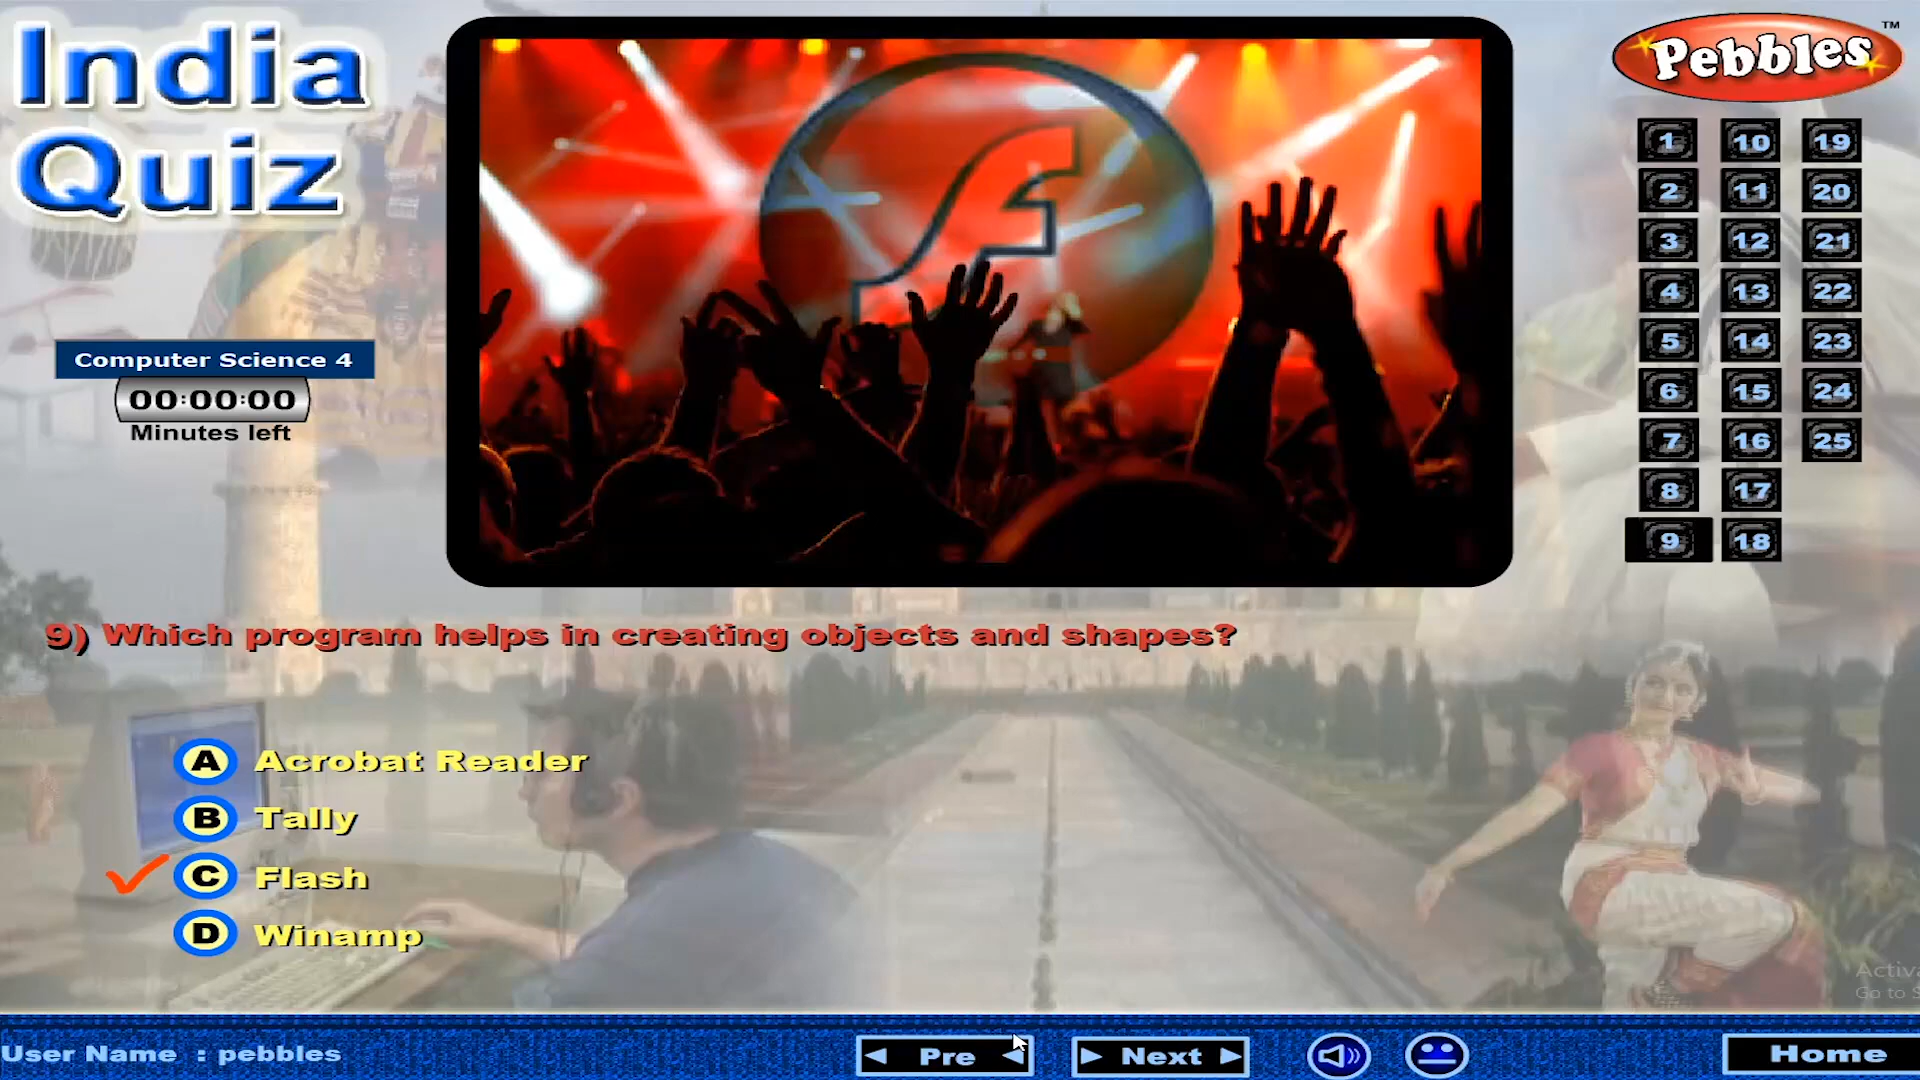 India
Quiz
Pebbles
TM
Computer Science 4
00:00:00
Minutes left
1 10 19
2 11 20
3 12 21
4 13 22
5 14 23
6 15 24
7 16 25
8 17
9 18
9) Which program helps in creating objects and shapes?
A Acrobat Reader
B Tally
C Flash
D Winamp
User Name : pebbles
Pre
Next
Home